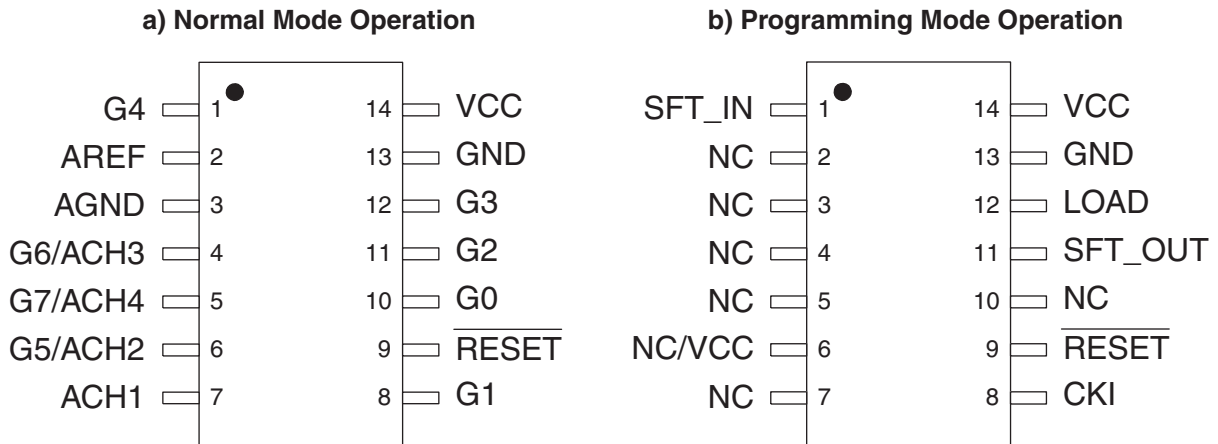 a) Normal Mode Operation
G4 1 14 VCC
AREF 2 13 GND
AGND 3 12 G3
G6/ACH3 4 11 G2
G7/ACH4 5 10 G0
G5/ACH2 6 9 RESET
ACH1 7 8 G1
b) Programming Mode Operation
SFT_IN 1 14 VCC
NC 2 13 GND
NC 3 12 LOAD
NC 4 11 SFT_OUT
NC 5 10 NC
NC/VCC 6 9 RESET
NC 7 8 CKI